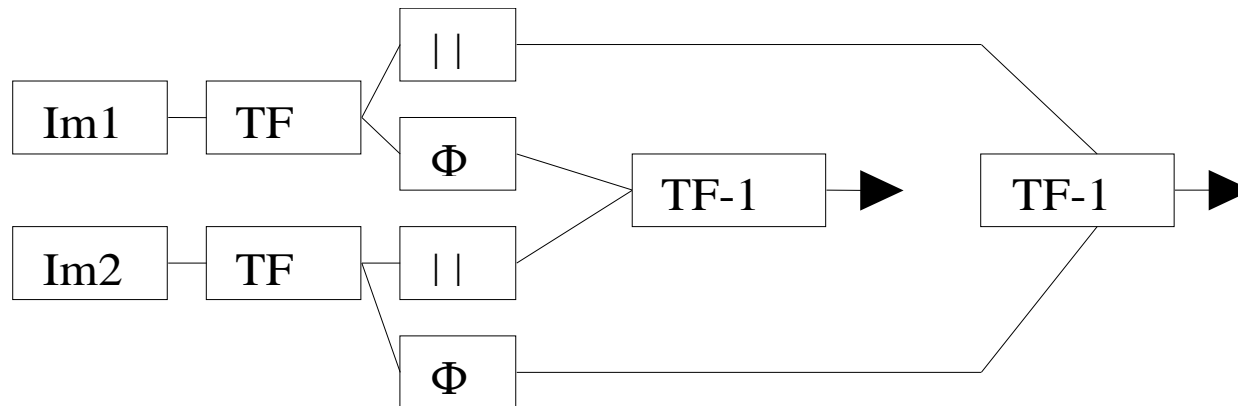 | |
Im1 TF
Φ
TF-1 TF-1
Im2 TF | |
Φ